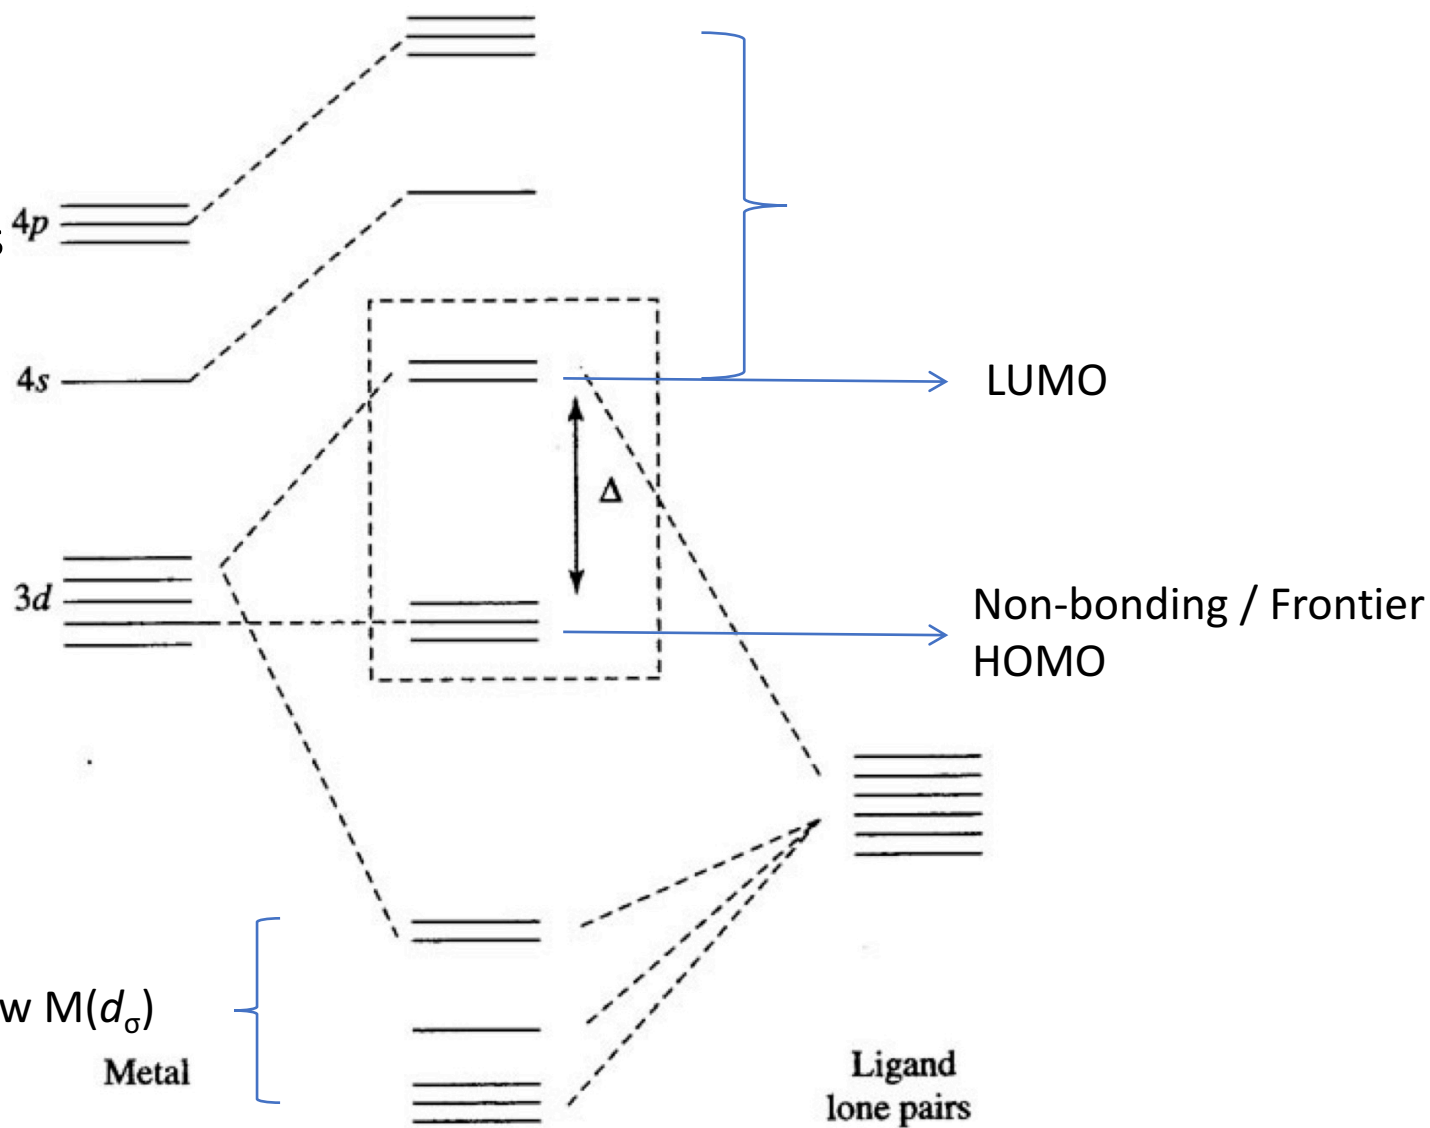 4p
4s
LUMO
Δ
3d
Non-bonding / Frontier
HOMO
M(dσ)
Metal
Ligand
lone pairs